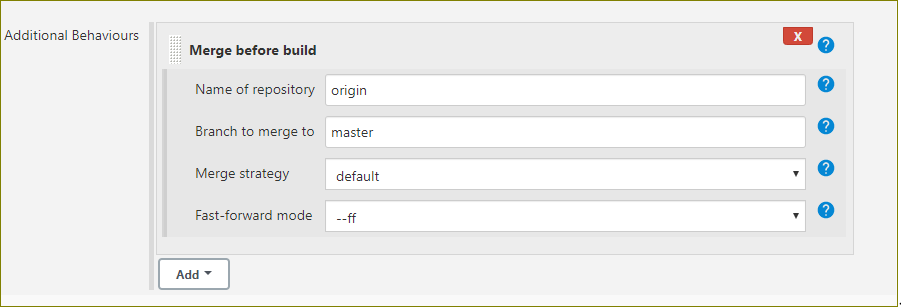 Additional Behaviours
Merge before build
X
?
Name of repository origin ?
Branch to merge to master ?
Merge strategy default ?
Fast-forward mode --ff ?
Add